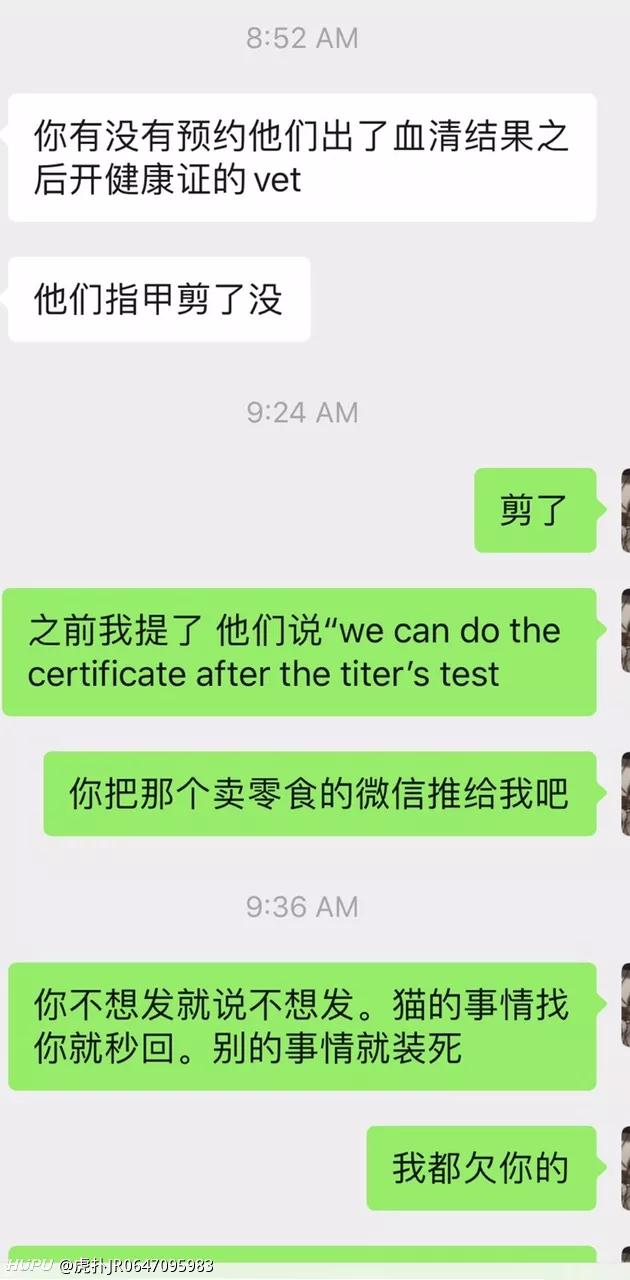 8:52 AM
你有没有预约他们出了血清结果之
后开健康证的 vet
他们指甲剪了没
9:24 AM
剪了
之前我提了 他们说“we can do the
certificate after the titer’s test
你把那个卖零食的微信推给我吧
9:36 AM
你不想发就说不想发。猫的事情找
你就秒回。别的事情就装死
我都欠你的
HUPU @虎扑JR0647095983